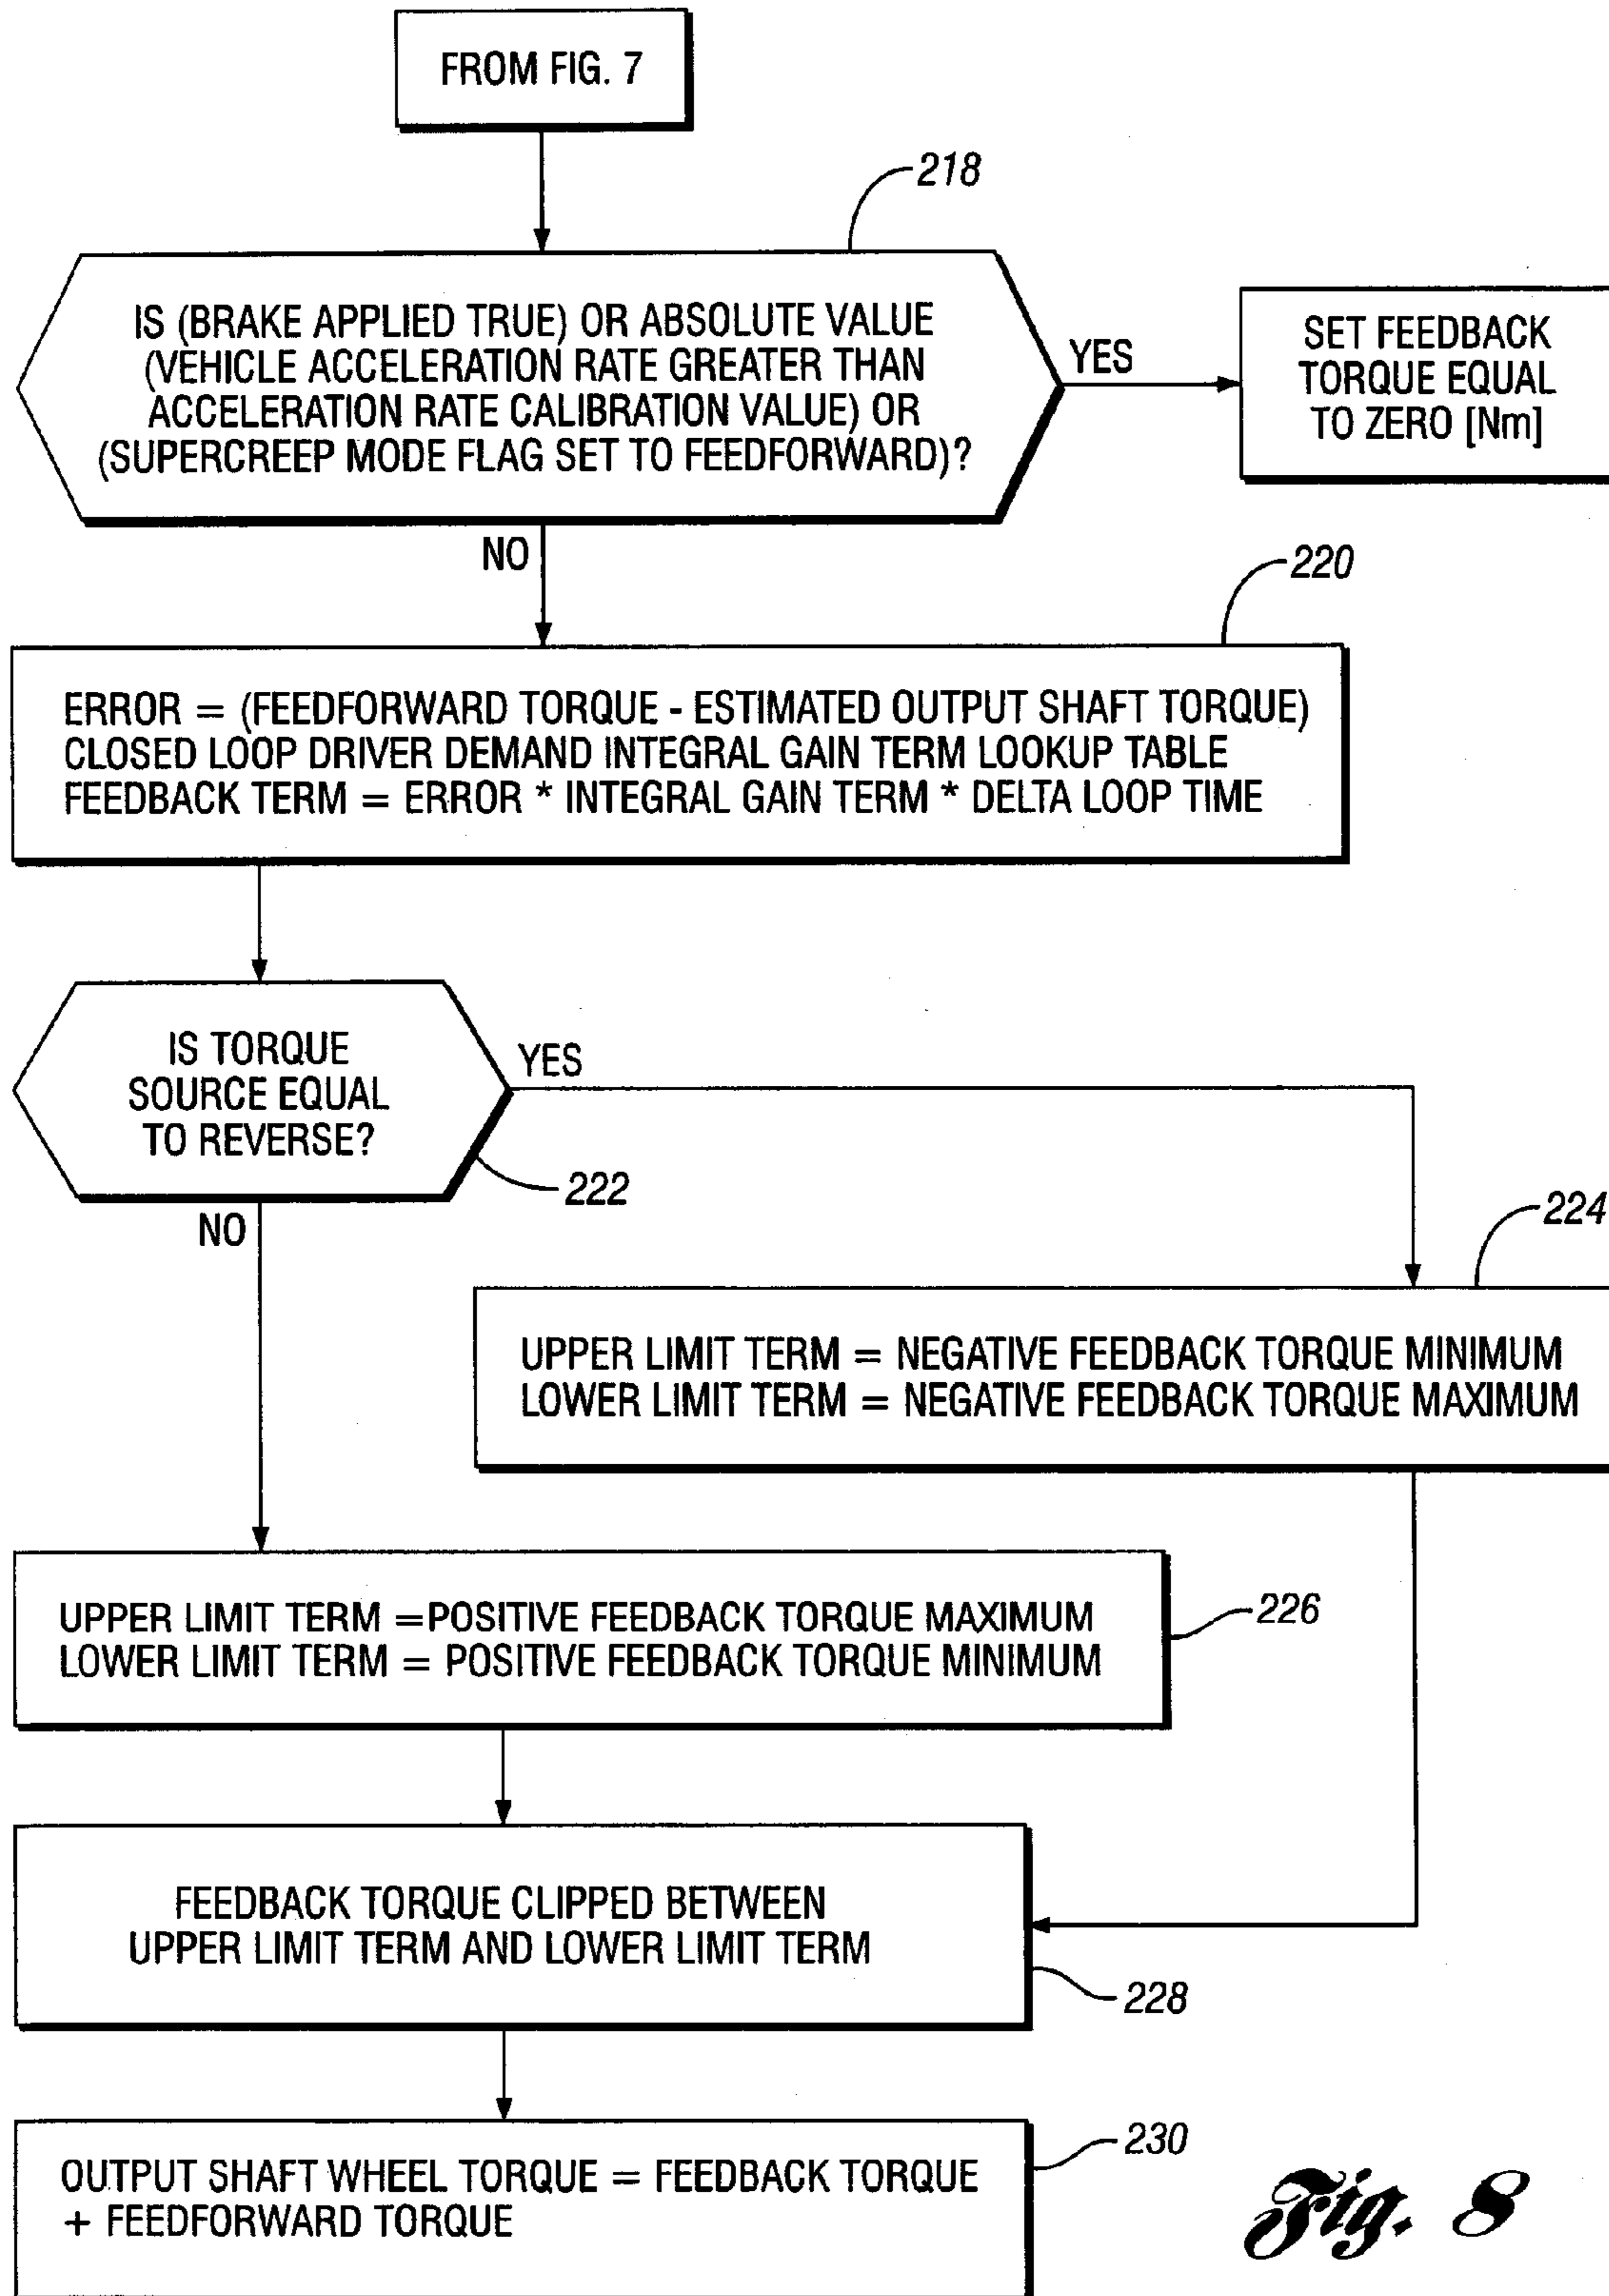 FROM FIG. 7
218
IS (BRAKE APPLIED TRUE) OR ABSOLUTE VALUE
(VEHICLE ACCELERATION RATE GREATER THAN
ACCELERATION RATE CALIBRATION VALUE) OR
(SUPERCREEP MODE FLAG SET TO FEEDFORWARD)?
YES
SET FEEDBACK
TORQUE EQUAL
TO ZERO [Nm]
NO
220
ERROR = (FEEDFORWARD TORQUE - ESTIMATED OUTPUT SHAFT TORQUE)
CLOSED LOOP DRIVER DEMAND INTEGRAL GAIN TERM LOOKUP TABLE
FEEDBACK TERM = ERROR * INTEGRAL GAIN TERM * DELTA LOOP TIME
IS TORQUE
SOURCE EQUAL
TO REVERSE?
YES
222
NO
224
UPPER LIMIT TERM = NEGATIVE FEEDBACK TORQUE MINIMUM
LOWER LIMIT TERM = NEGATIVE FEEDBACK TORQUE MAXIMUM
UPPER LIMIT TERM =POSITIVE FEEDBACK TORQUE MAXIMUM
LOWER LIMIT TERM = POSITIVE FEEDBACK TORQUE MINIMUM
226
FEEDBACK TORQUE CLIPPED BETWEEN
UPPER LIMIT TERM AND LOWER LIMIT TERM
228
230
OUTPUT SHAFT WHEEL TORQUE = FEEDBACK TORQUE
+ FEEDFORWARD TORQUE
Fig. 8